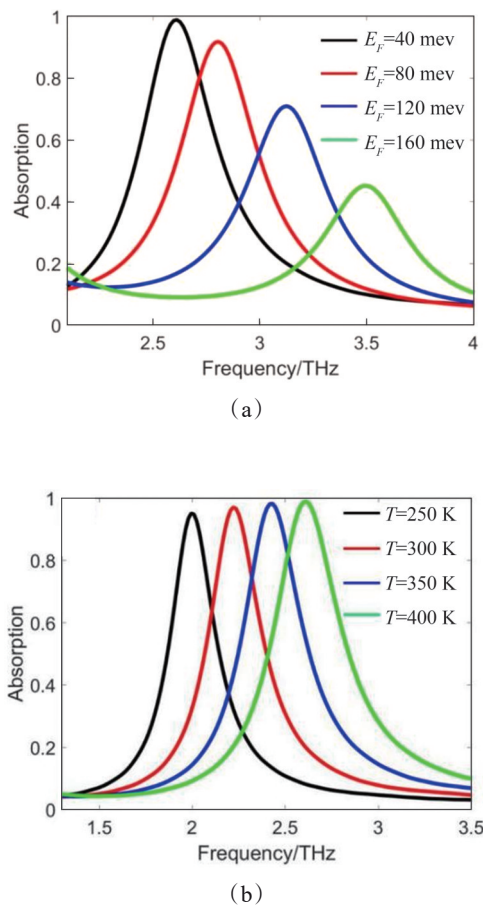 1
0.8
0.6
0.4
0.2
0
Absorption
E_F=40 mev
E_F=80 mev
E_F=120 mev
E_F=160 mev
2.5 3 3.5 4
Frequency/THz
（a）
1
0.8
0.6
0.4
0.2
0
Absorption
T=250 K
T=300 K
T=350 K
T=400 K
1.5 2 2.5 3 3.5
Frequency/THz
（b）